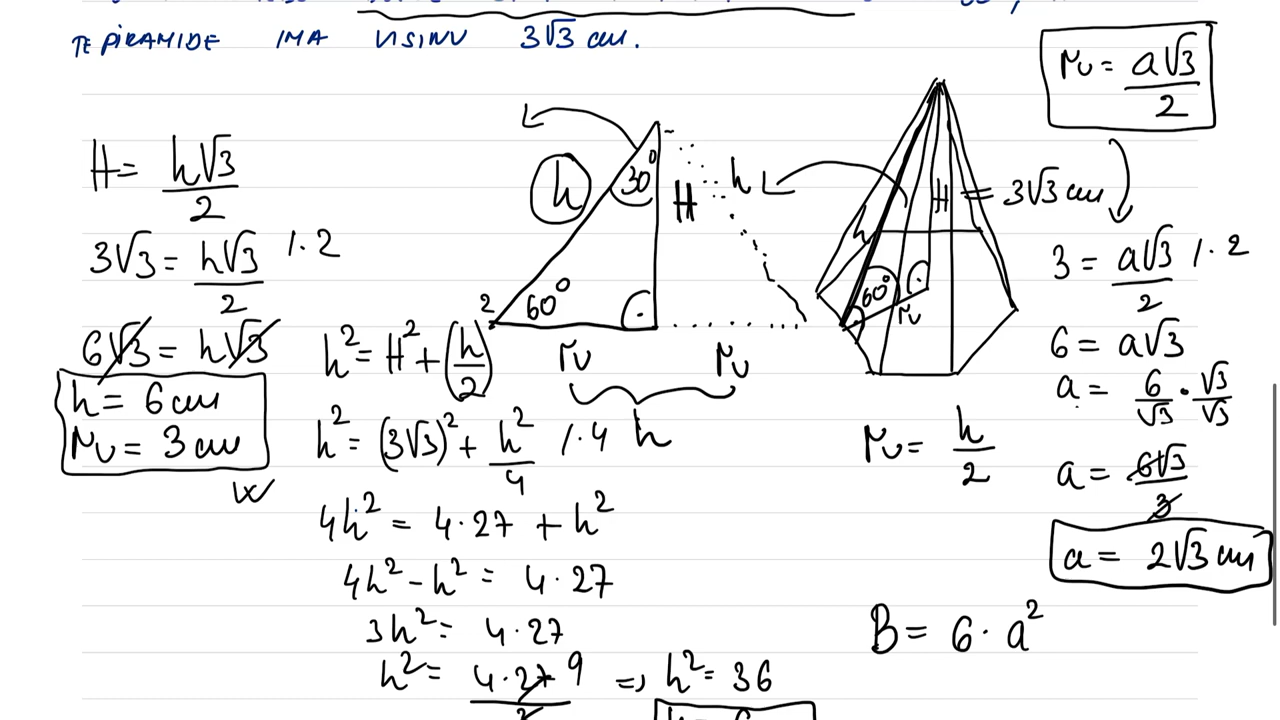 TE PIRAMIDE IMA VISINU 3√3 cm.
H = h√3/2
3√3 = h√3/2 /·2
6√3 = h√3
h = 6 cm
ru = 3 cm
h
30°
H
60°
ru ru
h
h² = H² + (h/2)²
h² = (3√3)² + h²/4 /·4
4h² = 4·27 + h²
4h² - h² = 4·27
3h² = 4·27
h² = 4·27 9/3 => h² = 36
h
h
H = 3√3 cm
60°
ru
ru = h/2
ru = a√3/2
3 = a√3/2 /·2
6 = a√3
a = 6/√3 · √3/√3
a = 6√3/3
a = 2√3 cm
B = 6·a²